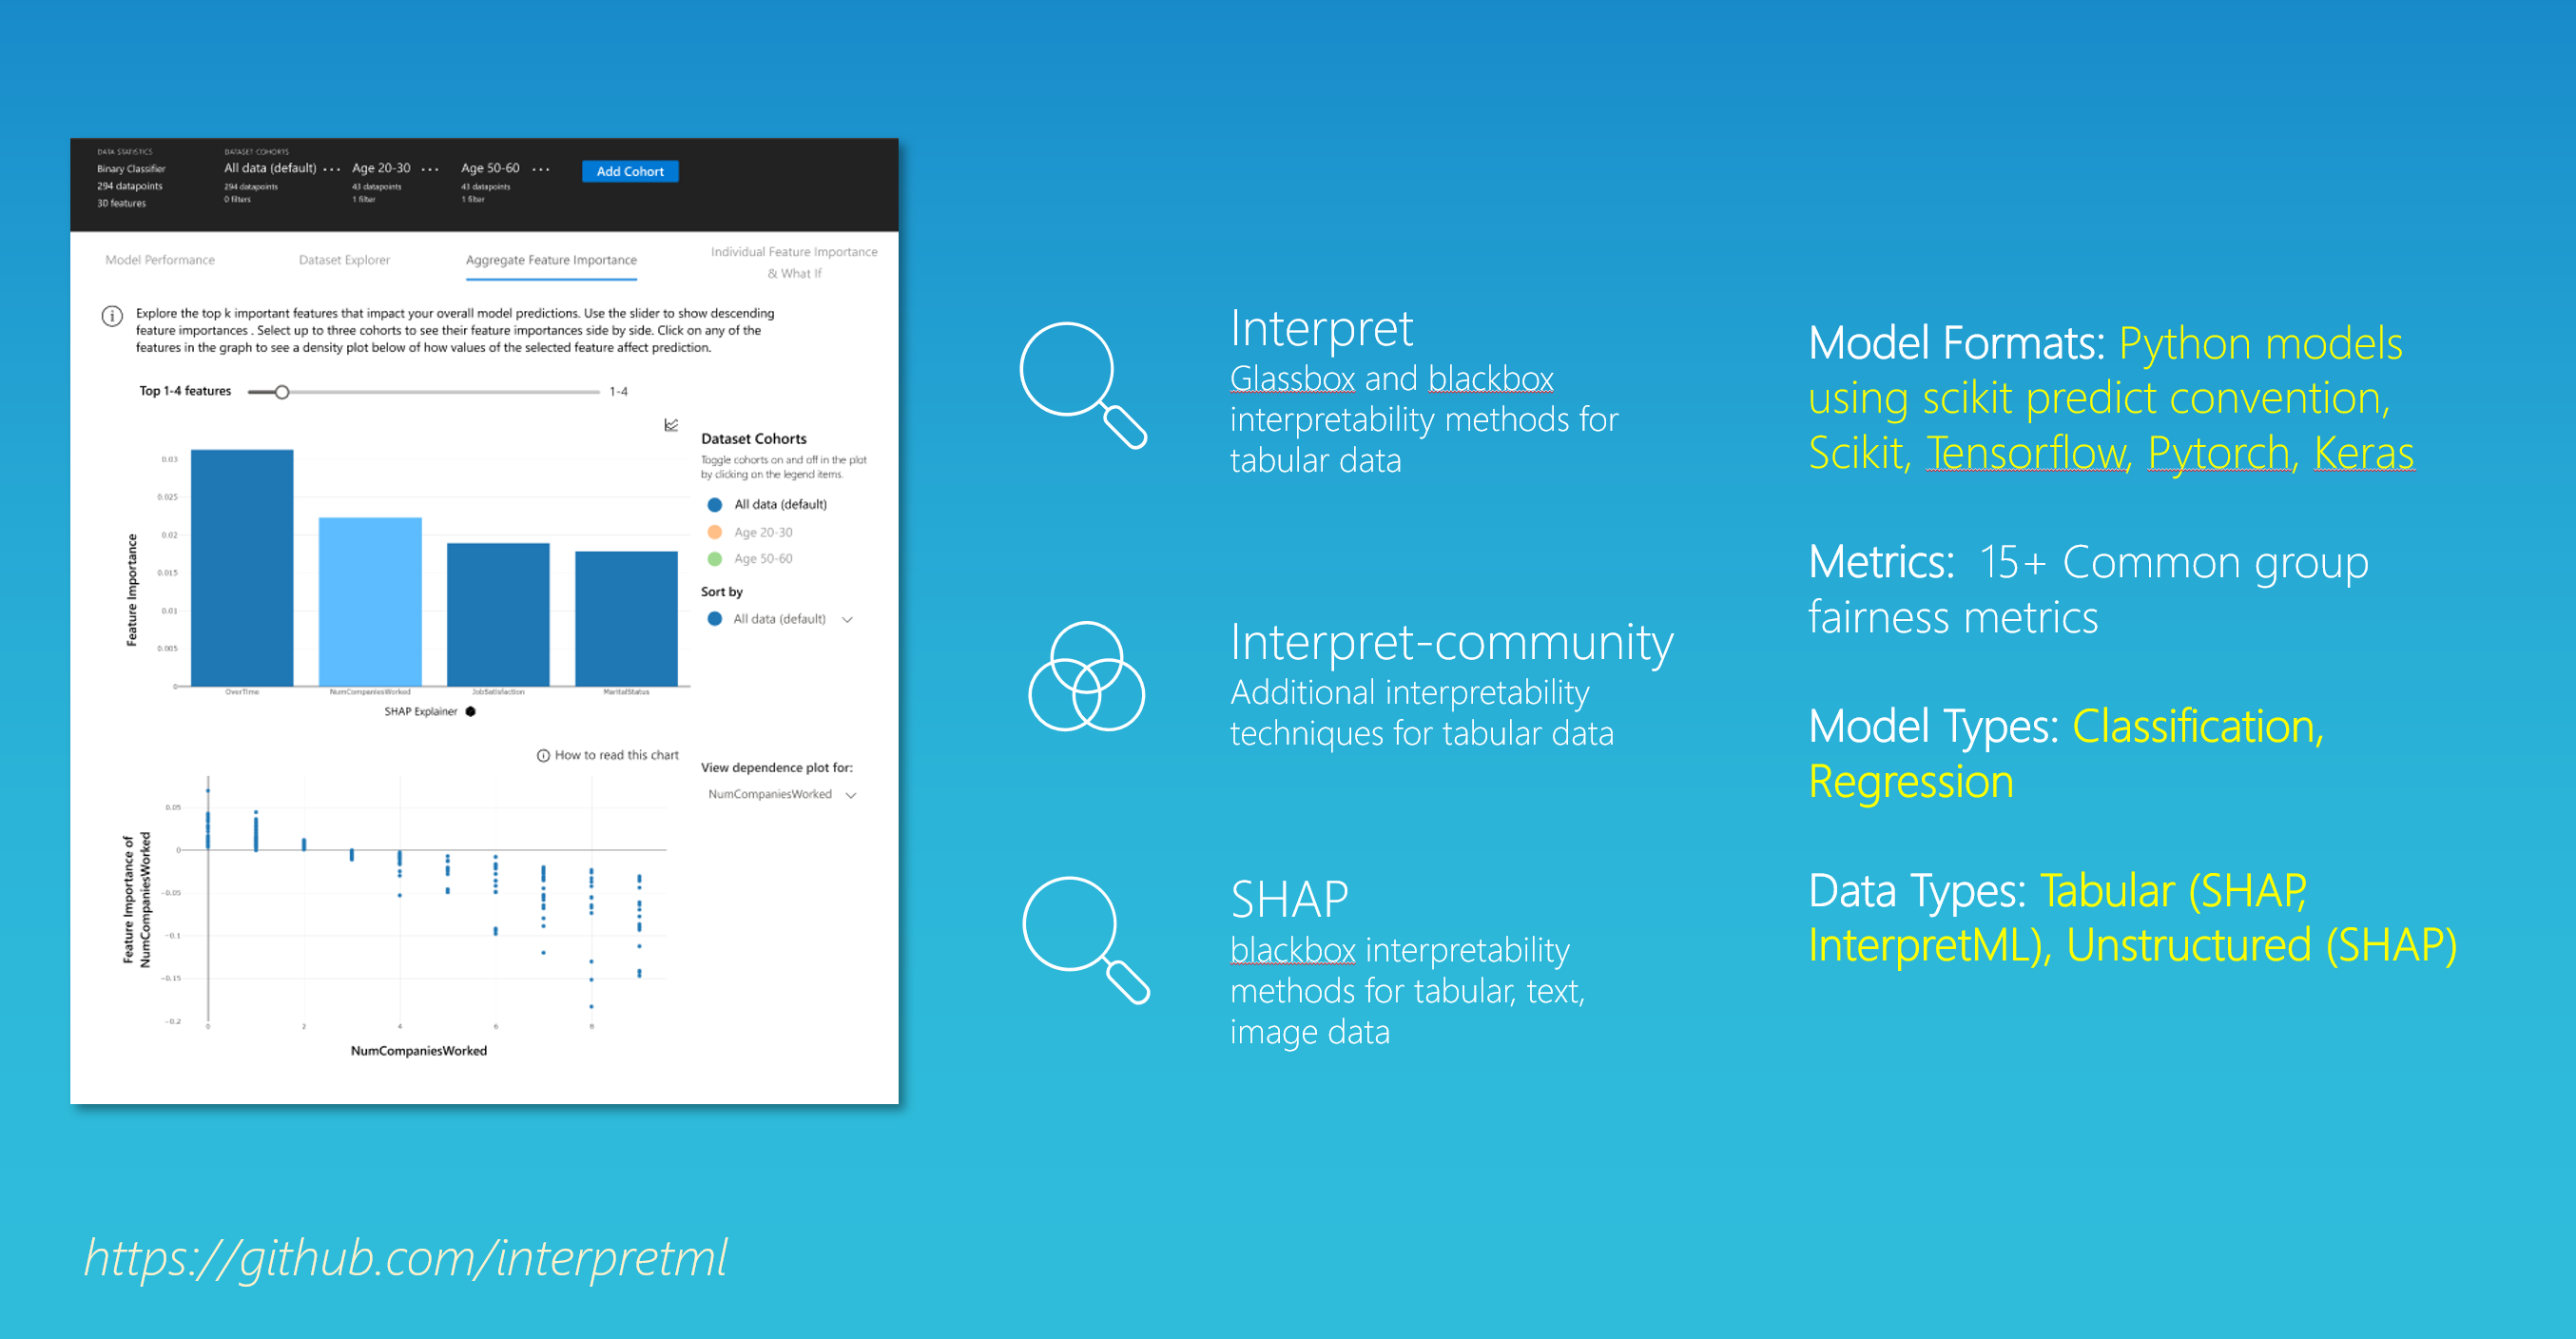 DATA STATISTICS
Binary Classifier
294 datapoints
30 features
DATASET COHORTS
All data (default) ...
294 datapoints
0 filters
Age 20-30 ...
43 datapoints
1 filter
Age 50-60 ...
43 datapoints
1 filter
Add Cohort
Model Performance
Dataset Explorer
Aggregate Feature Importance
Individual Feature Importance
& What If
Explore the top k important features that impact your overall model predictions. Use the slider to show descending
feature importances . Select up to three cohorts to see their feature importances side by side. Click on any of the
features in the graph to see a density plot below of how values of the selected feature affect prediction.
Top 1-4 features
1-4
Feature Importance
0.03
0.025
0.02
0.015
0.01
0.005
0
OverTime
NumCompaniesWorked
JobSatisfaction
MaritalStatus
SHAP Explainer
Dataset Cohorts
Toggle cohorts on and off in the plot
by clicking on the legend items.
All data (default)
Age 20-30
Age 50-60
Sort by
All data (default)
How to read this chart
View dependence plot for:
NumCompaniesWorked
Feature Importance of
NumCompaniesWorked
0.05
0
−0.05
−0.1
−0.15
−0.2
0
2
4
6
8
NumCompaniesWorked
Interpret
Glassbox and blackbox
interpretability methods for
tabular data
Interpret-community
Additional interpretability
techniques for tabular data
SHAP
blackbox interpretability
methods for tabular, text,
image data
Model Formats: Python models
using scikit predict convention,
Scikit, Tensorflow, Pytorch, Keras
Metrics: 15+ Common group
fairness metrics
Model Types: Classification,
Regression
Data Types: Tabular (SHAP,
InterpretML), Unstructured (SHAP)
https://github.com/interpretml